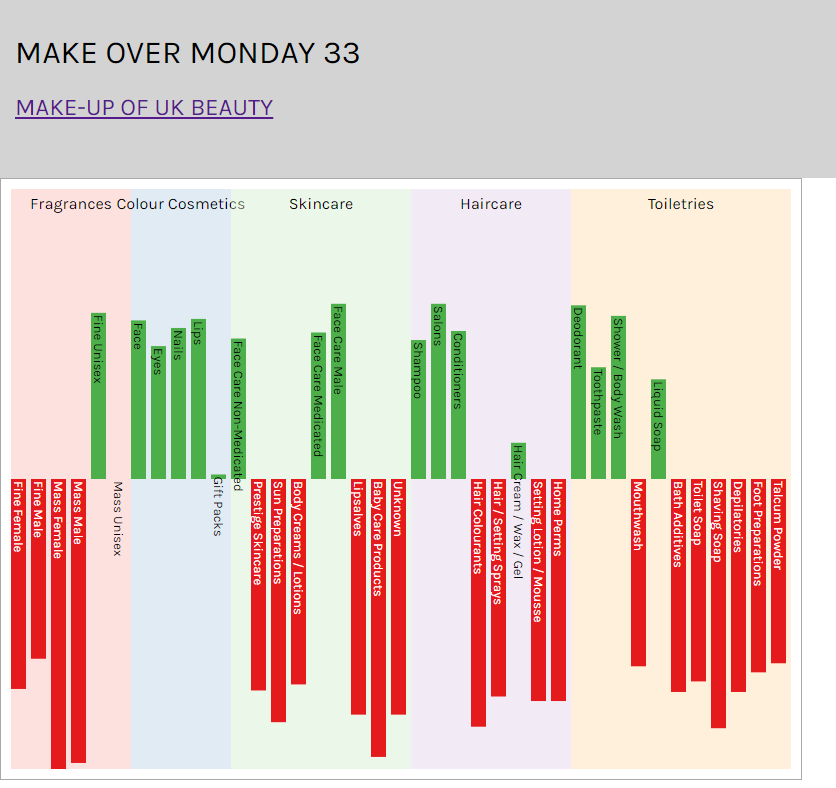 MAKE OVER MONDAY 33
MAKE-UP OF UK BEAUTY
Fragrances
Colour Cosmetics
Skincare
Haircare
Toiletries
Fine Female
Fine Male
Mass Female
Mass Male
Fine Unisex
Mass Unisex
Face
Eyes
Nails
Lips
Gift Packs
Face Care Non-Medicated
Prestige Skincare
Sun Preparations
Body Creams / Lotions
Face Care Medicated
Face Care Male
Lipsalves
Baby Care Products
Unknown
Shampoo
Salons
Conditioners
Hair Colourants
Hair / Setting Sprays
Hair Cream / Wax / Gel
Setting Lotion / Mousse
Home Perms
Deodorant
Toothpaste
Shower / Body Wash
Mouthwash
Liquid Soap
Bath Additives
Toilet Soap
Shaving Soap
Depilatories
Foot Preparations
Talcum Powder